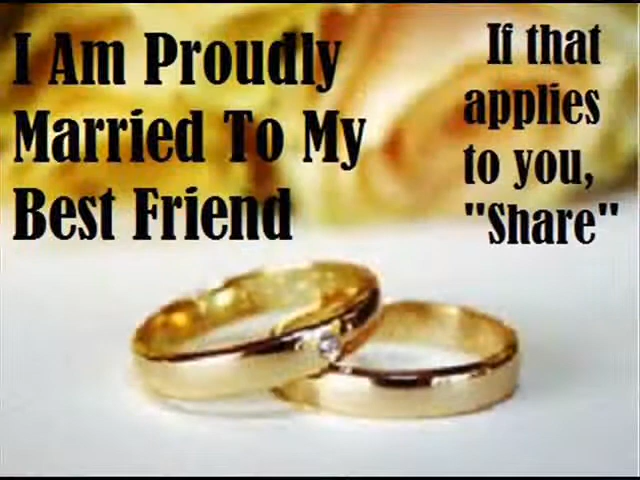 I Am Proudly
Married To My
Best Friend
If that
applies
to you,
"Share"